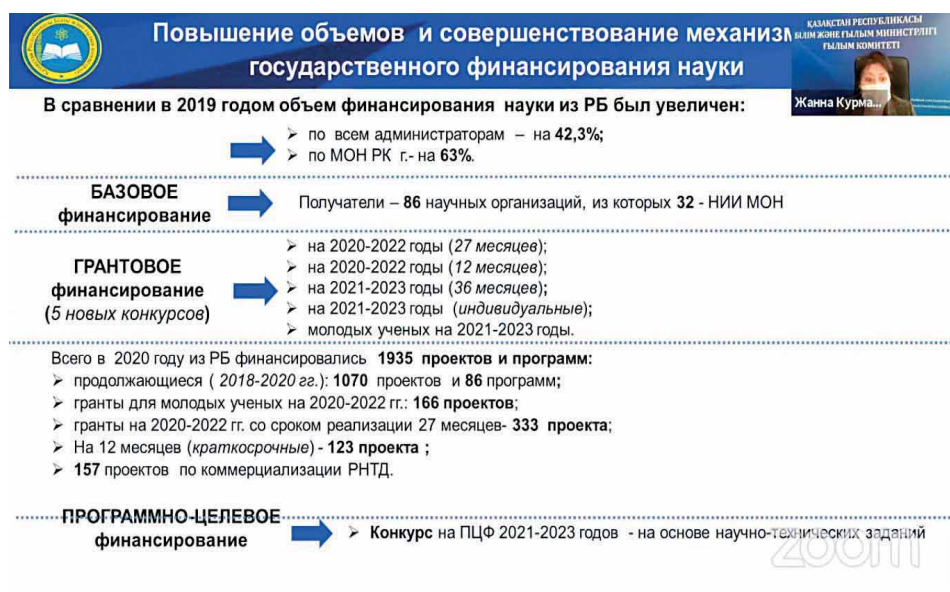 Повышение объемов и совершенствование механизм
государственного финансирования науки
ҚАЗАҚСТАН РЕСПУБЛИКАСЫ
БІЛІМ ЖӘНЕ ҒЫЛЫМ МИНИСТРЛІГІ
ҒЫЛЫМ КОМИТЕТІ
Жанна Курма...
В сравнении в 2019 годом объем финансирования науки из РБ был увеличен:
➢ по всем администраторам – на 42,3%;
➢ по МОН РК г.- на 63%.
БАЗОВОЕ
финансирование
Получатели – 86 научных организаций, из которых 32 - НИИ МОН
ГРАНТОВОЕ
финансирование
(5 новых конкурсов)
➢ на 2020-2022 годы (27 месяцев);
➢ на 2020-2022 годы (12 месяцев);
➢ на 2021-2023 годы (36 месяцев);
➢ на 2021-2023 годы (индивидуальные);
➢ молодых ученых на 2021-2023 годы.
Всего в 2020 году из РБ финансировались 1935 проектов и программ:
➢ продолжающиеся ( 2018-2020 гг.): 1070 проектов и 86 программ;
➢ гранты для молодых ученых на 2020-2022 гг.: 166 проектов;
➢ гранты на 2020-2022 гг. со сроком реализации 27 месяцев- 333 проекта;
➢ На 12 месяцев (краткосрочные) - 123 проекта ;
➢ 157 проектов по коммерциализации РНТД.
ПРОГРАММНО-ЦЕЛЕВОЕ
финансирование
➢ Конкурс на ПЦФ 2021-2023 годов - на основе научно-технических заданий
zoom